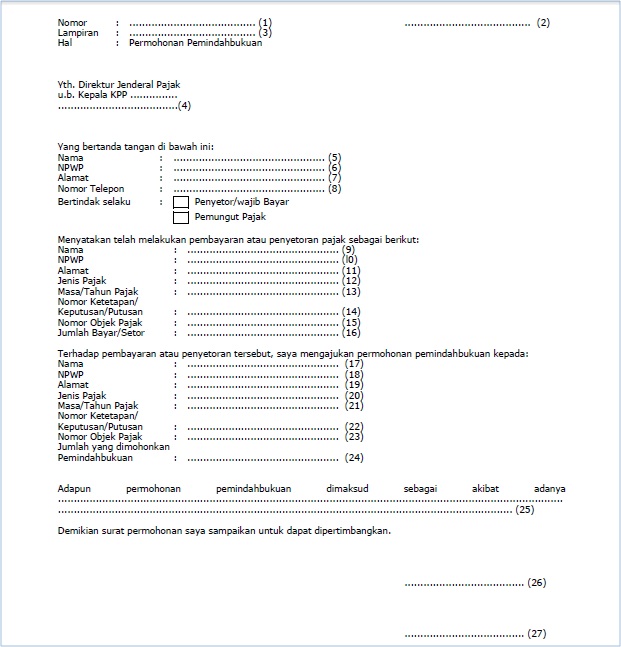 Nomor : ........................................ (1) ........................................ (2)
Lampiran : ........................................ (3)
Hal : Permohonan Pemindahbukuan
Yth. Direktur Jenderal Pajak
u.b. Kepala KPP ...............
.......................................(4)
Yang bertanda tangan di bawah ini:
Nama : ................................................. (5)
NPWP : ................................................. (6)
Alamat : ................................................. (7)
Nomor Telepon : ................................................. (8)
Bertindak selaku : Penyetor/wajib Bayar
Pemungut Pajak
Menyatakan telah melakukan pembayaran atau penyetoran pajak sebagai berikut:
Nama : ................................................. (9)
NPWP : ................................................. (l0)
Alamat : ................................................. (11)
Jenis Pajak : ................................................. (12)
Masa/Tahun Pajak : ................................................. (13)
Nomor Ketetapan/
Keputusan/Putusan : ................................................. (14)
Nomor Objek Pajak : ................................................. (15)
Jumlah Bayar/Setor : ................................................. (16)
Terhadap pembayaran atau penyetoran tersebut, saya mengajukan permohonan pemindahbukuan kepada:
Nama : ................................................. (17)
NPWP : ................................................. (18)
Alamat : ................................................. (19)
Jenis Pajak : ................................................. (20)
Masa/Tahun Pajak : ................................................. (21)
Nomor Ketetapan/
Keputusan/Putusan : ................................................. (22)
Nomor Objek Pajak : ................................................. (23)
Jumlah yang dimohonkan
Pemindahbukuan : ................................................. (24)
Adapun permohonan pemindahbukuan dimaksud sebagai akibat adanya
....................................................................................................................................
.................................................................................................................... (25)
Demikian surat permohonan saya sampaikan untuk dapat dipertimbangkan.
....................................... (26)
....................................... (27)